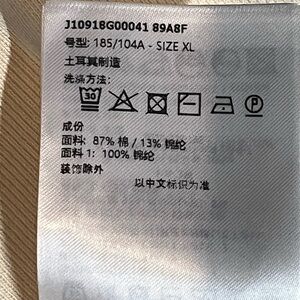 J10918G00041 89A8F
号型: 185/104A - SIZE XL
土耳其制造
洗涤方法:
30
P
成份
面料: 87% 棉 / 13% 锦纶
面料 1: 100% 锦纶
装饰除外
以中文标识为准